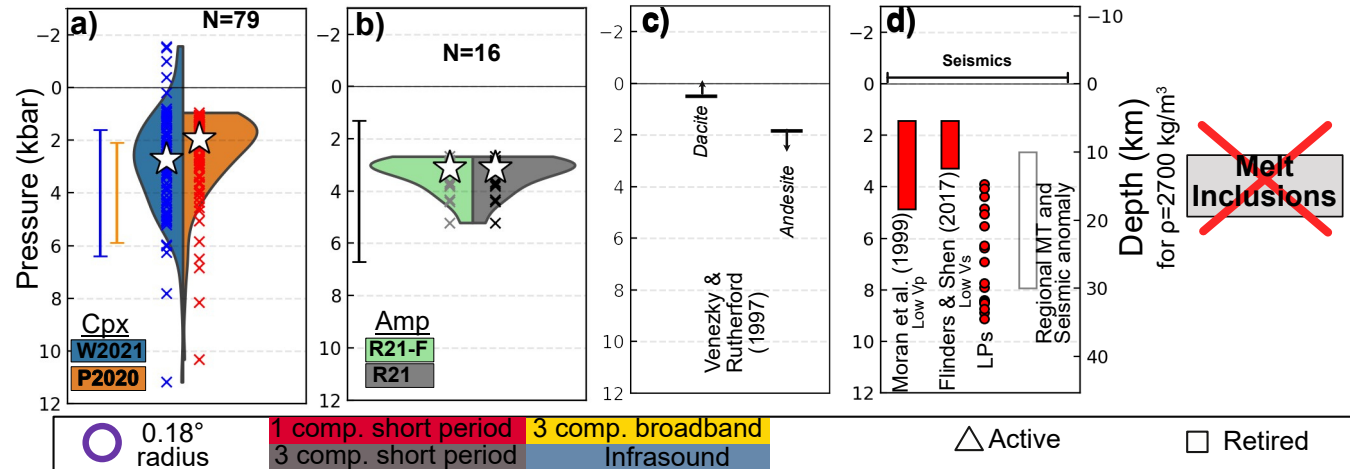 a)
N=79
Pressure (kbar)
−2
0
2
4
6
8
10
12
Cpx
W2021
P2020
b)
N=16
−2
0
2
4
6
8
10
12
Amp
R21-F
R21
c)
−2
0
2
4
6
8
10
12
Dacite
Andesite
Venezky &
Rutherford
(1997)
d)
−2
0
2
4
6
8
10
12
Seismics
Moran et al. (1999)
Low Vp
Flinders & Shen (2017)
Low Vs
LPs
Regional MT and
Seismic anomaly
−10
0
10
20
30
40
Depth (km)
for ρ=2700 kg/m³
Melt
Inclusions
0.18°
radius
1 comp. short period
3 comp. broadband
3 comp. short period
Infrasound
Active
Retired